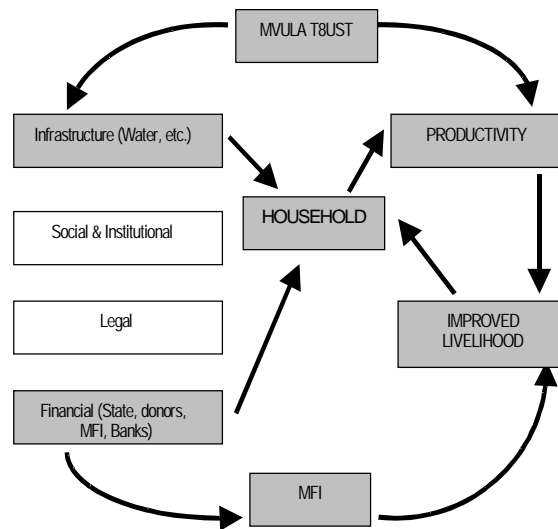 MVULA T8UST
Infrastructure (Water, etc.)
PRODUCTIVITY
HOUSEHOLD
Social & Institutional
Legal
IMPROVED
LIVELIHOOD
Financial (State, donors,
MFI, Banks)
MFI